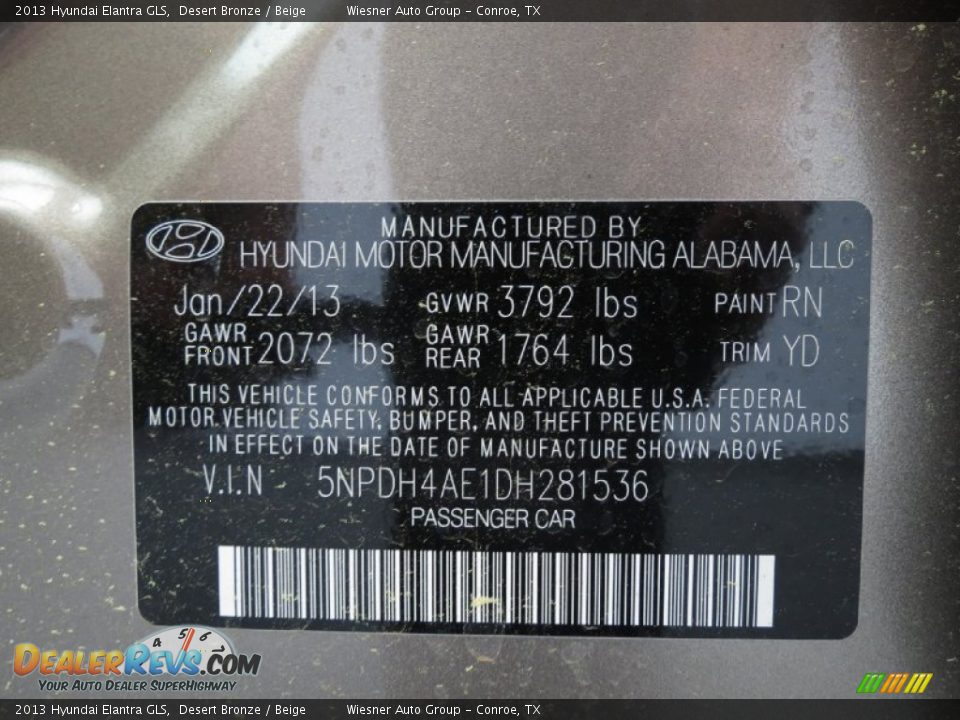 2013 Hyundai Elantra GLS, Desert Bronze / Beige Wiesner Auto Group - Conroe, TX
MANUFACTURED BY
HYUNDAI MOTOR MANUFACTURING ALABAMA, LLC
Jan/22/13 GVWR 3792 lbs PAINT RN
GAWR FRONT 2072 lbs GAWR REAR 1764 lbs TRIM YD
THIS VEHICLE CONFORMS TO ALL APPLICABLE U.S.A. FEDERAL
MOTOR VEHICLE SAFETY, BUMPER, AND THEFT PREVENTION STANDARDS
IN EFFECT ON THE DATE OF MANUFACTURE SHOWN ABOVE
V.I.N 5NPDH4AE1DH281536
PASSENGER CAR
4 5 6 7
DEALERREVS.COM
YOUR AUTO DEALER SUPERHIGHWAY
2013 Hyundai Elantra GLS, Desert Bronze / Beige Wiesner Auto Group - Conroe, TX